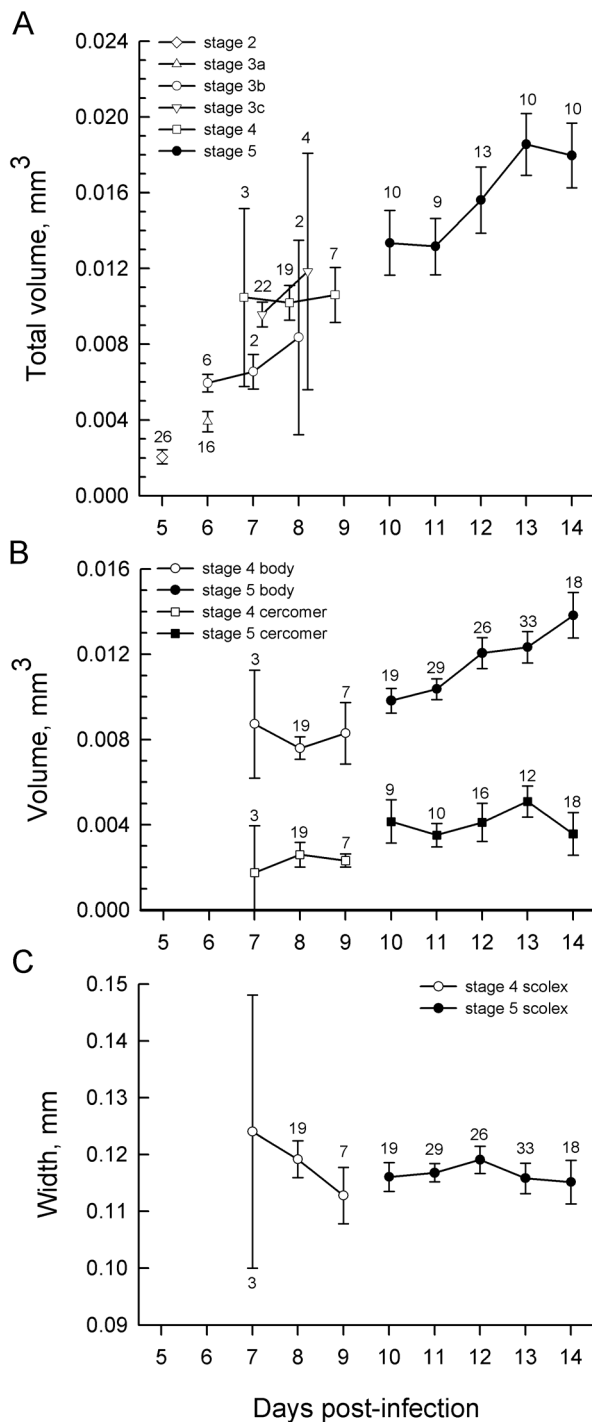 A
0.024
0.020
0.016
0.012
0.008
0.004
0.000
Total volume, mm³
stage 2
stage 3a
stage 3b
stage 3c
stage 4
stage 5
26
16
6
2
2
22
4
3
19
7
10
9
13
10
10
5 6 7 8 9 10 11 12 13 14
B
0.016
0.012
0.008
0.004
0.000
Volume, mm³
stage 4 body
stage 5 body
stage 4 cercomer
stage 5 cercomer
3
19
7
19
29
26
33
18
3
19
7
9
10
16
12
18
5 6 7 8 9 10 11 12 13 14
C
0.15
0.14
0.13
0.12
0.11
0.10
0.09
Width, mm
stage 4 scolex
stage 5 scolex
3
19
7
19
29
26
33
18
5 6 7 8 9 10 11 12 13 14
Days post-infection